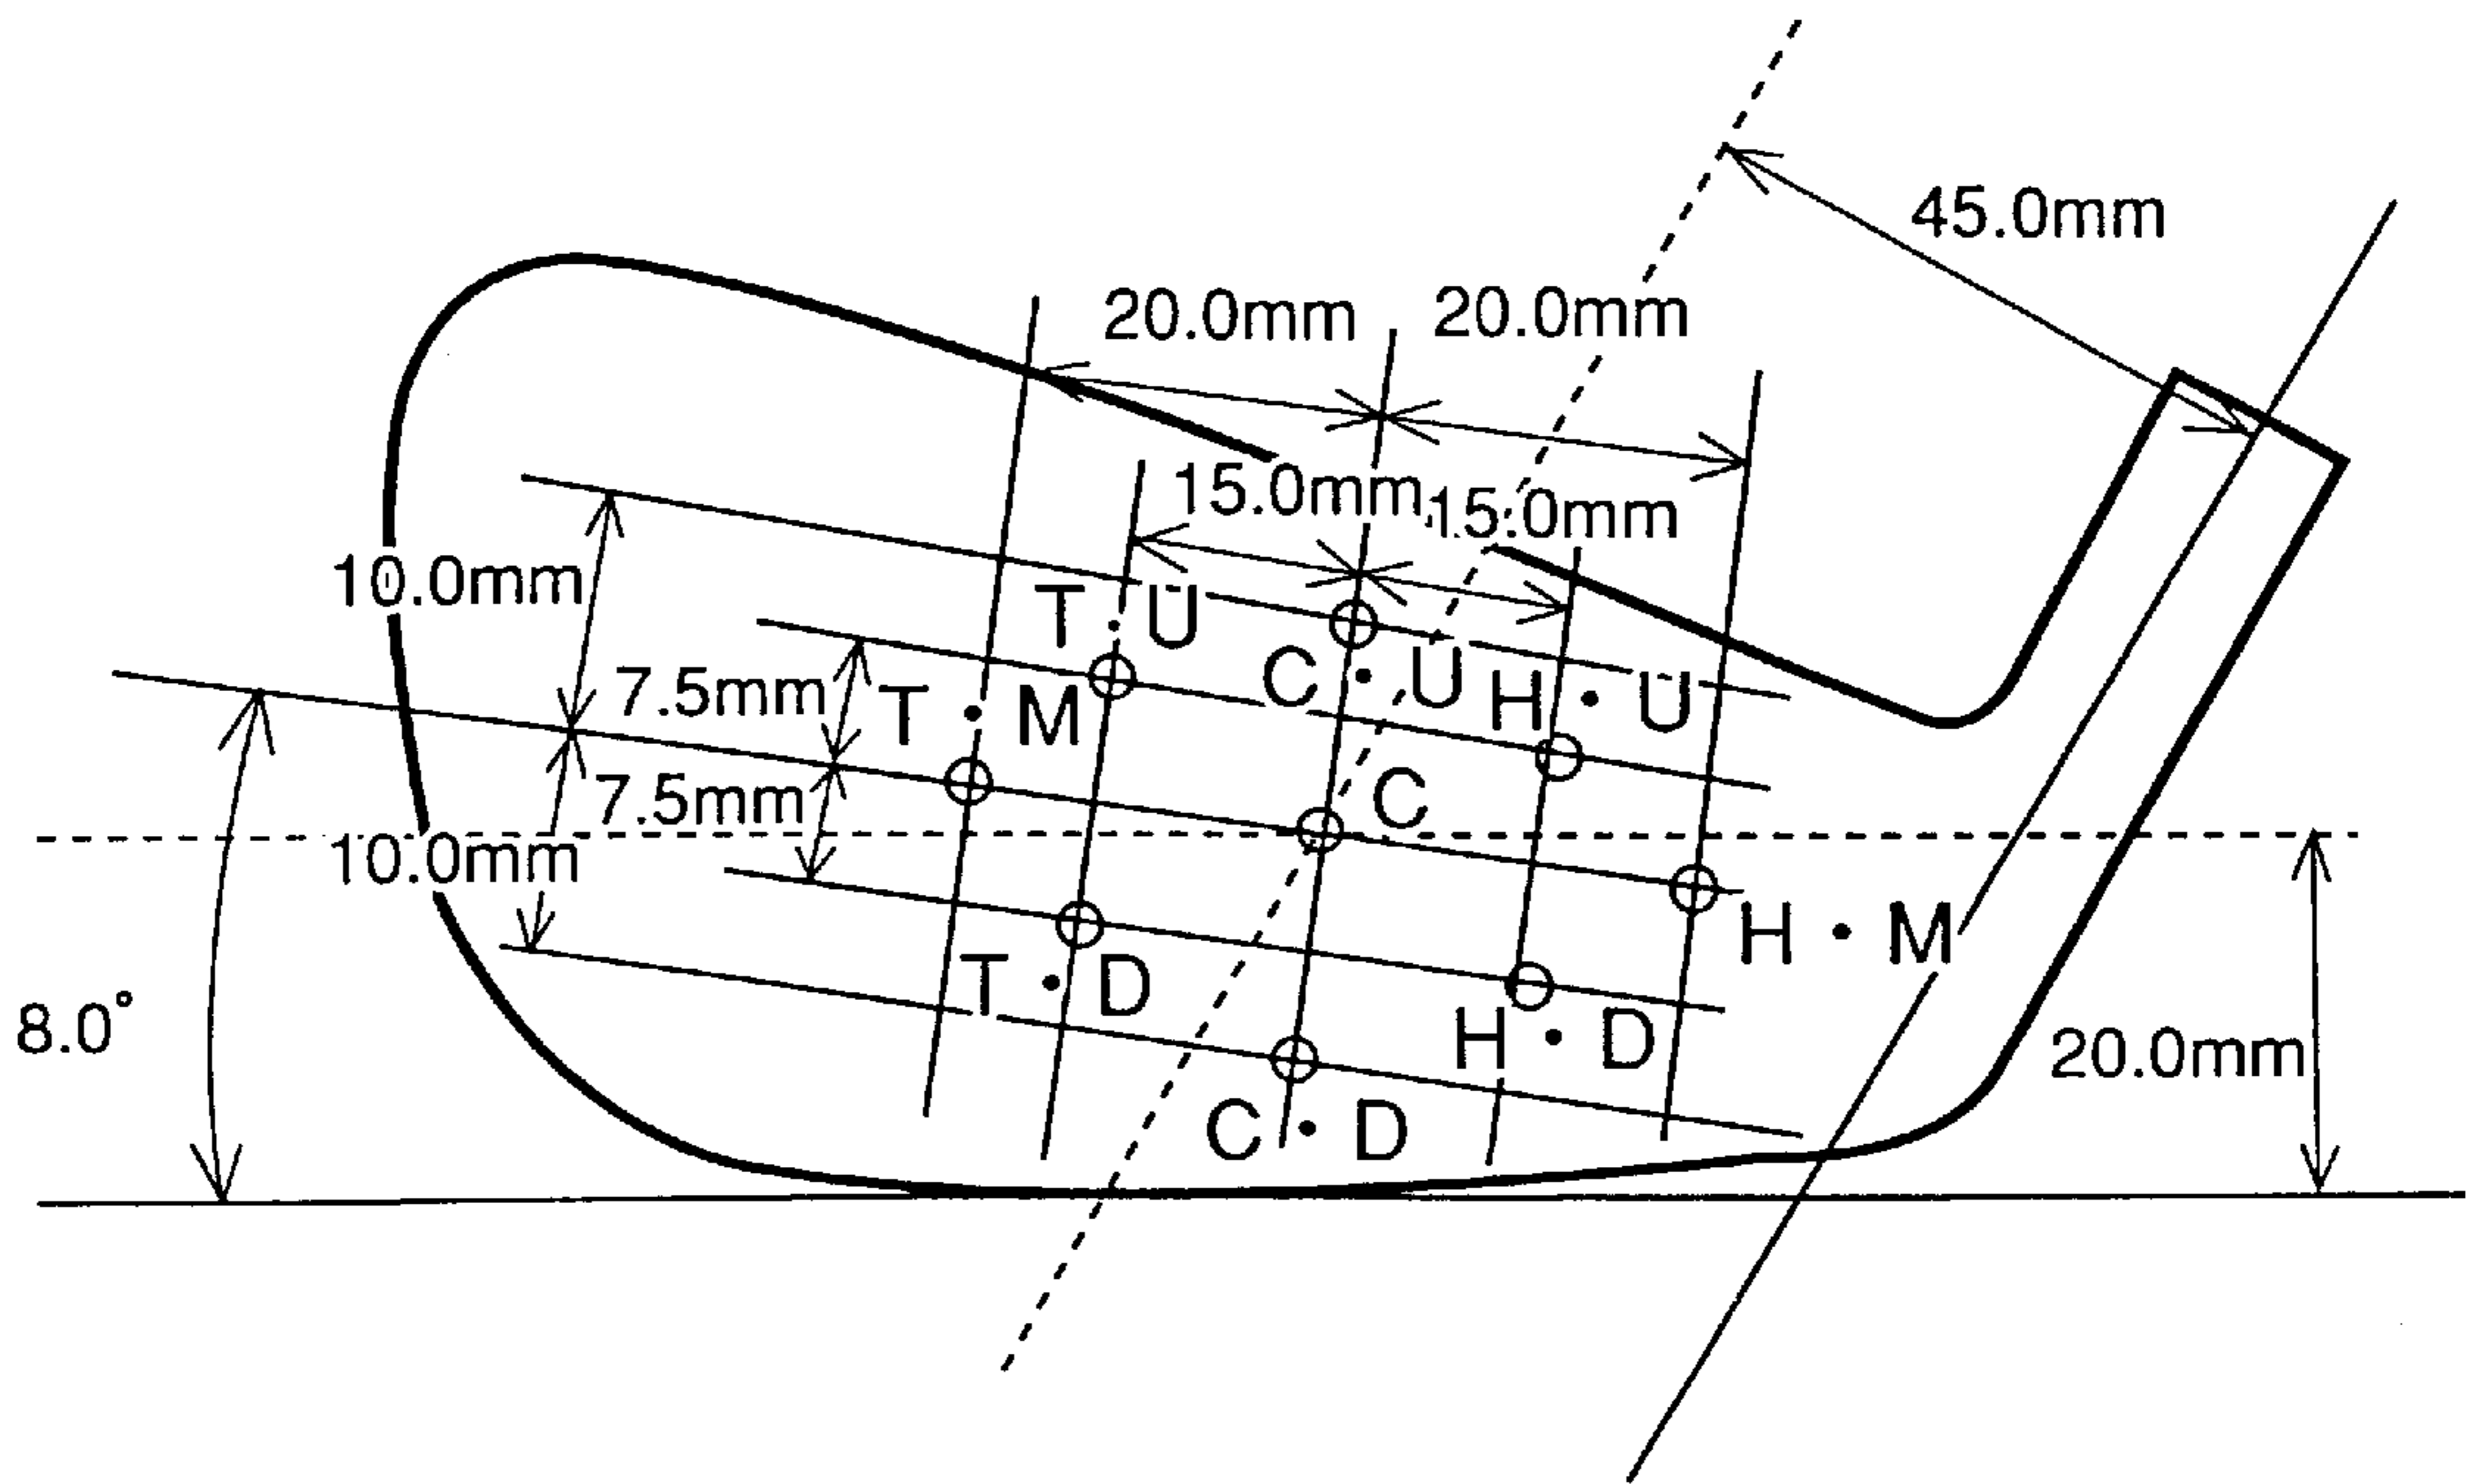 45.0mm
20.0mm 20.0mm
15.0mm 15.0mm
10.0mm
T・U
7.5mm
T・M
C・U
H・U
7.5mm
C
10.0mm
H・M
T・D
8.0°
H・D
20.0mm
C・D